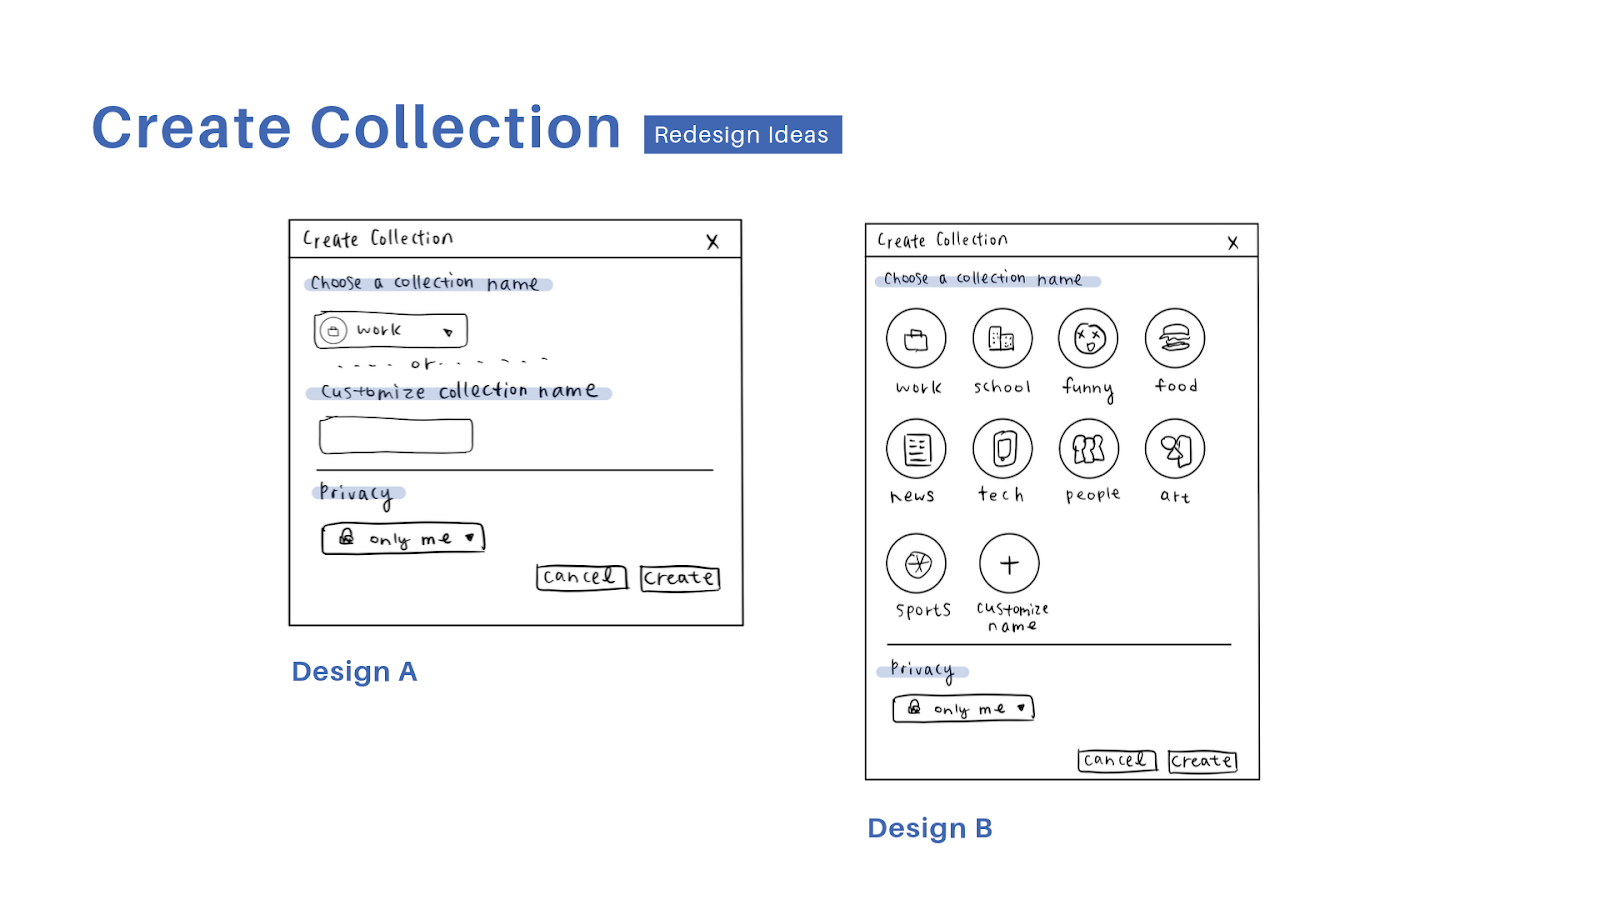 Create Collection Redesign Ideas
Create Collection X
Choose a collection name
work
or
Customize collection name
Privacy
only me
cancel create
Design A
Create Collection X
Choose a collection name
work school funny food
news tech people art
sports customize name
Privacy
only me
cancel create
Design B